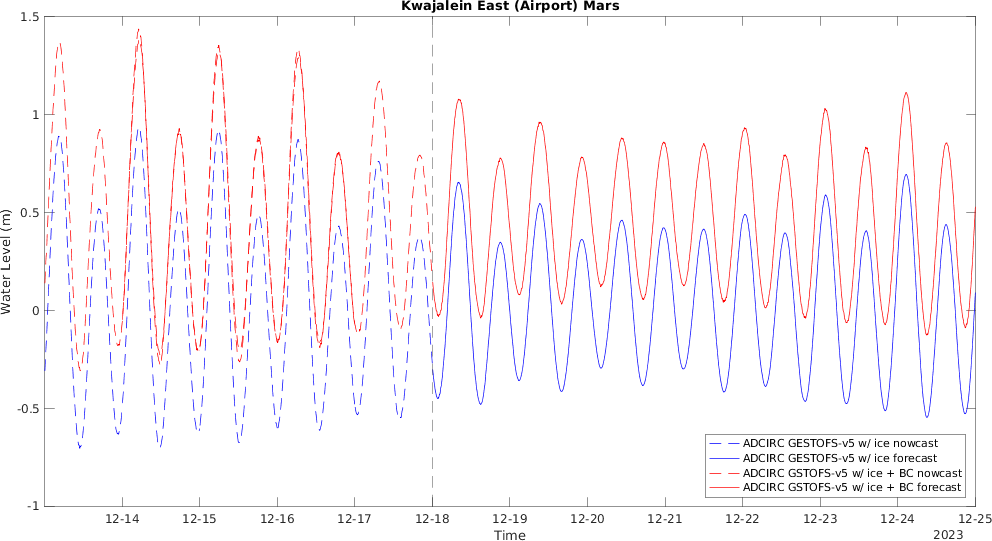 Kwajalein East (Airport) Mars
1.5
1
0.5
0
-0.5
-1
Water Level (m)
12-14
12-15
12-16
12-17
12-18
12-19
12-20
12-21
12-22
12-23
12-24
12-25
Time
2023
ADCIRC GESTOFS-v5 w/ ice nowcast
ADCIRC GESTOFS-v5 w/ ice forecast
ADCIRC GSTOFS-v5 w/ ice + BC nowcast
ADCIRC GSTOFS-v5 w/ ice + BC forecast